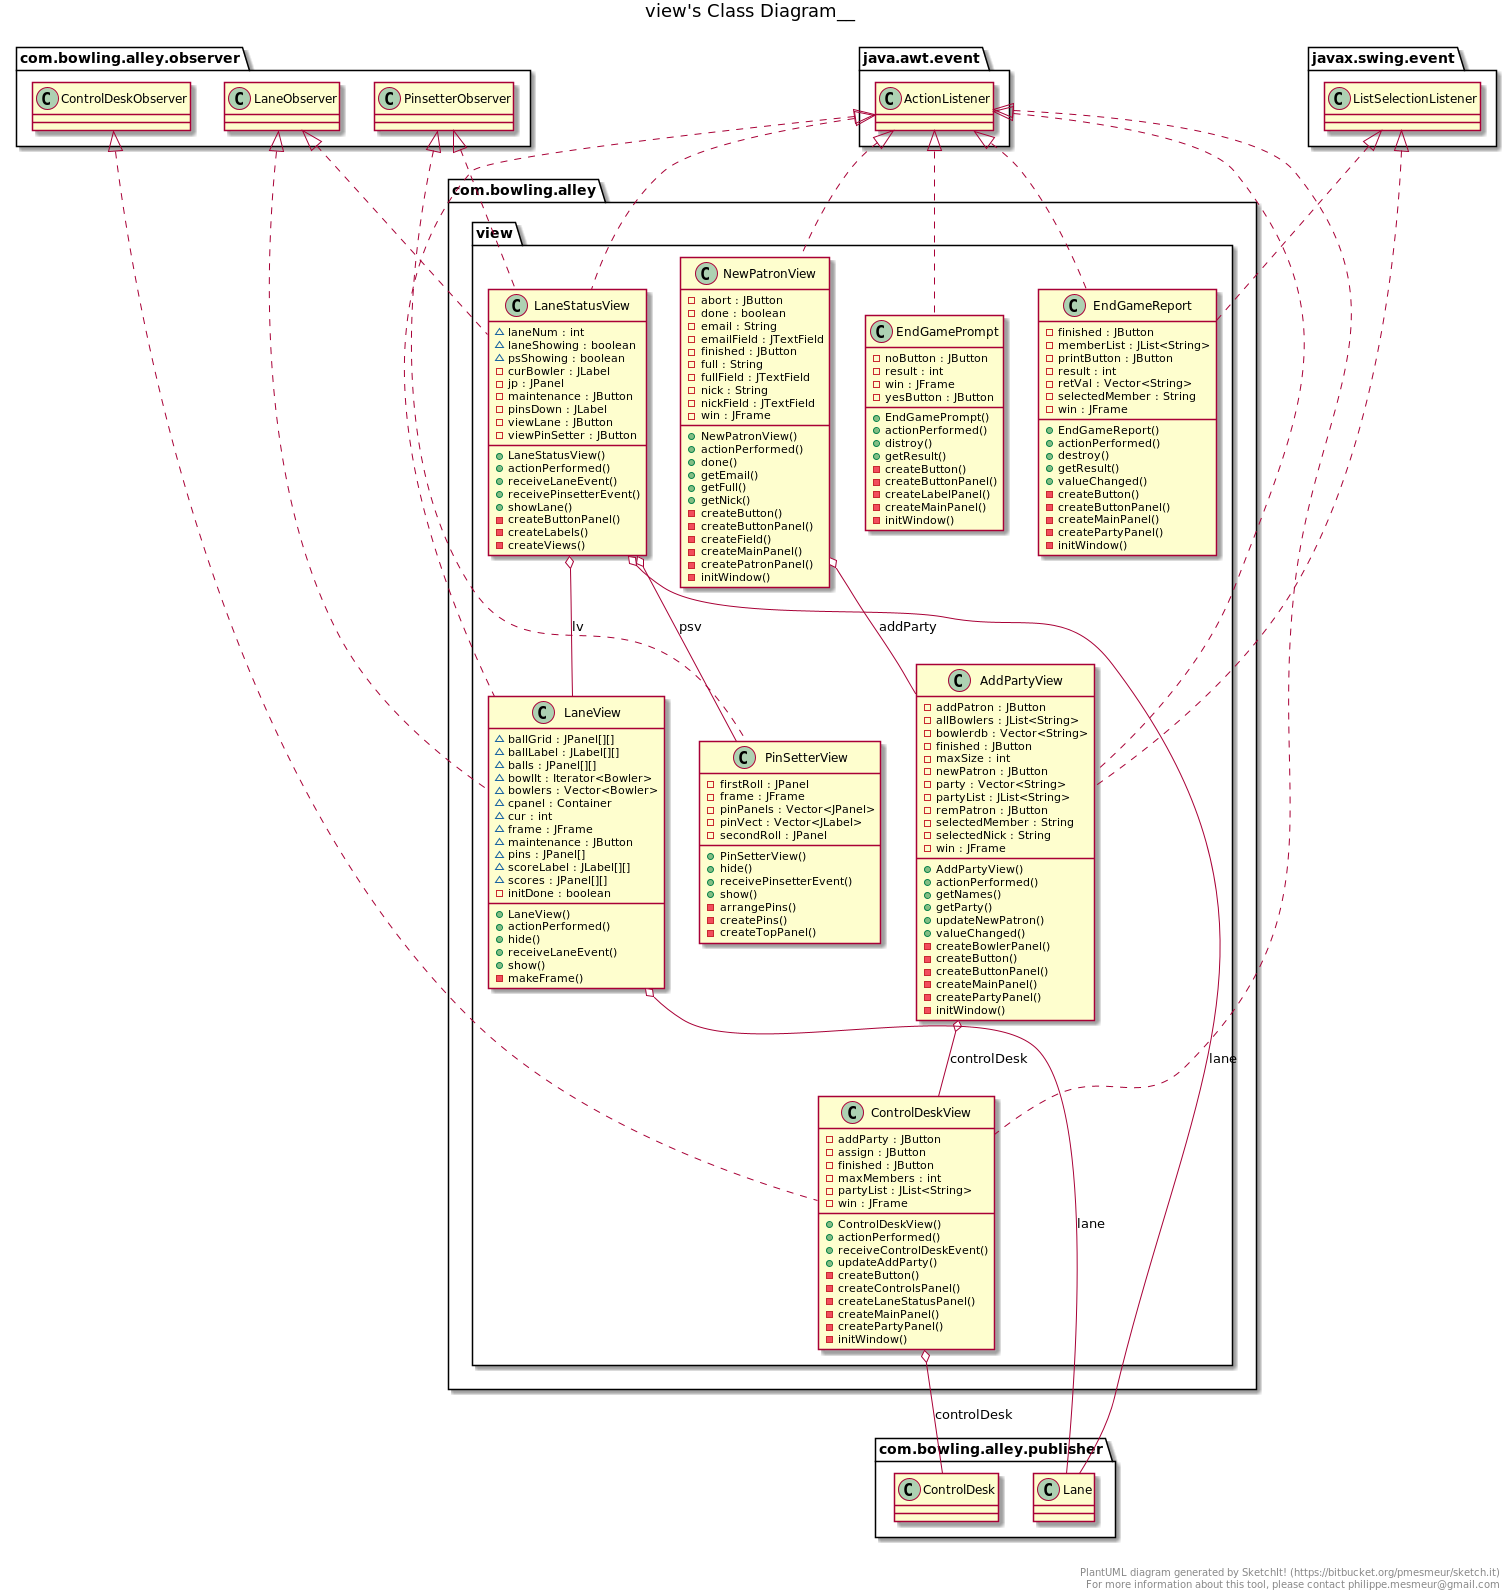 view's Class Diagram__
com.bowling.alley.observer
ControlDeskObserver
LaneObserver
PinsetterObserver
java.awt.event
ActionListener
javax.swing.event
ListSelectionListener
com.bowling.alley
view
LaneStatusView
laneNum : int
laneShowing : boolean
psShowing : boolean
curBowler : JLabel
jp : JPanel
maintenance : JButton
pinsDown : JLabel
viewLane : JButton
viewPinSetter : JButton
LaneStatusView()
actionPerformed()
receiveLaneEvent()
receivePinsetterEvent()
showLane()
createButtonPanel()
createLabels()
createViews()
NewPatronView
abort : JButton
done : boolean
email : String
emailField : JTextField
finished : JButton
full : String
fullField : JTextField
nick : String
nickField : JTextField
win : JFrame
NewPatronView()
actionPerformed()
done()
getEmail()
getFull()
getNick()
createButton()
createButtonPanel()
createField()
createMainPanel()
createPatronPanel()
initWindow()
EndGamePrompt
noButton : JButton
result : int
win : JFrame
yesButton : JButton
EndGamePrompt()
actionPerformed()
distroy()
getResult()
createButton()
createButtonPanel()
createLabelPanel()
createMainPanel()
initWindow()
EndGameReport
finished : JButton
memberList : JList<String>
printButton : JButton
result : int
retVal : Vector<String>
selectedMember : String
win : JFrame
EndGameReport()
actionPerformed()
destroy()
getResult()
valueChanged()
createButton()
createButtonPanel()
createMainPanel()
createPartyPanel()
initWindow()
lv
psv
addParty
LaneView
ballGrid : JPanel[][]
ballLabel : JLabel[][]
balls : JPanel[][]
bowlIt : Iterator<Bowler>
bowlers : Vector<Bowler>
cpanel : Container
cur : int
frame : JFrame
maintenance : JButton
pins : JPanel[]
scoreLabel : JLabel[][]
scores : JPanel[][]
initDone : boolean
LaneView()
actionPerformed()
hide()
receiveLaneEvent()
show()
makeFrame()
PinSetterView
firstRoll : JPanel
frame : JFrame
pinPanels : Vector<JPanel>
pinVect : Vector<JLabel>
secondRoll : JPanel
PinSetterView()
hide()
receivePinsetterEvent()
show()
arrangePins()
createPins()
createTopPanel()
AddPartyView
addPatron : JButton
allBowlers : JList<String>
bowlerdb : Vector<String>
finished : JButton
maxSize : int
newPatron : JButton
party : Vector<String>
partyList : JList<String>
remPatron : JButton
selectedMember : String
selectedNick : String
win : JFrame
AddPartyView()
actionPerformed()
getNames()
getParty()
updateNewPatron()
valueChanged()
createBowlerPanel()
createButton()
createButtonPanel()
createMainPanel()
createPartyPanel()
initWindow()
controlDesk
lane
ControlDeskView
addParty : JButton
assign : JButton
finished : JButton
maxMembers : int
partyList : JList<String>
win : JFrame
ControlDeskView()
actionPerformed()
receiveControlDeskEvent()
updateAddParty()
createButton()
createControlsPanel()
createLaneStatusPanel()
createMainPanel()
createPartyPanel()
initWindow()
lane
controlDesk
com.bowling.alley.publisher
ControlDesk
Lane
PlantUML diagram generated by SketchIt! (https://bitbucket.org/pmesmeur/sketch.it)
For more information about this tool, please contact philippe.mesmeur@gmail.com